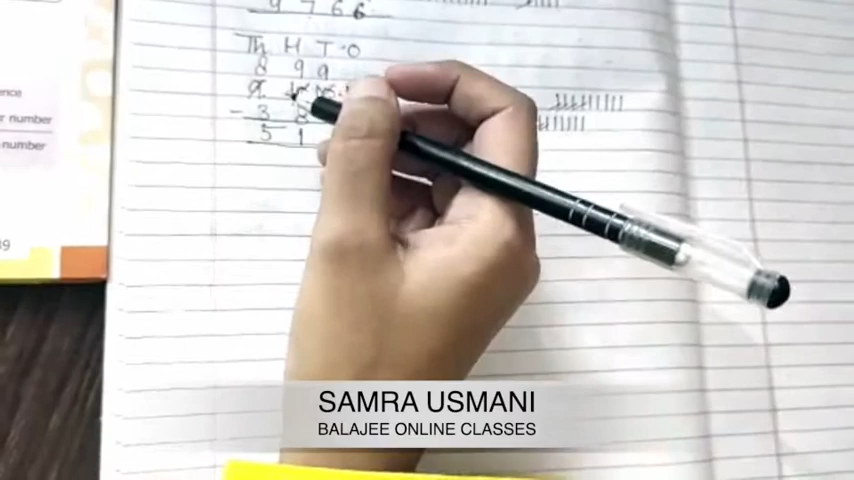 9 7 6 6
Th H T O
8 9 9
- 3 8
5 1
ence
r number
number
39
SAMRA USMANI
BALAJEE ONLINE CLASSES